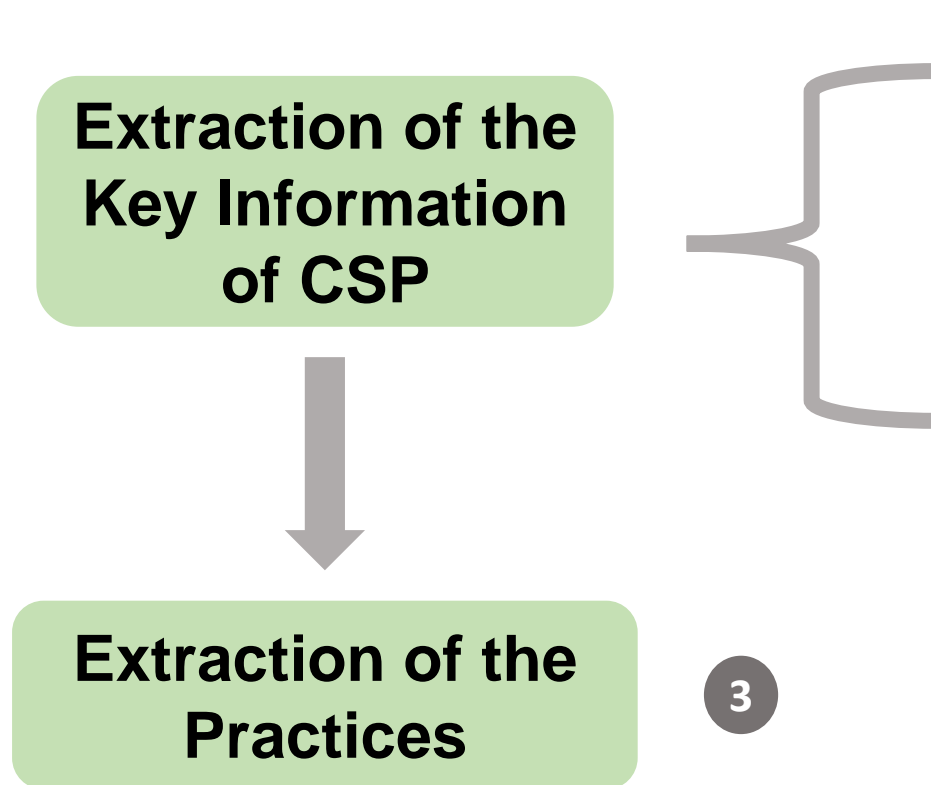 Extraction of the
Key Information
of CSP
Extraction of the
Practices
3